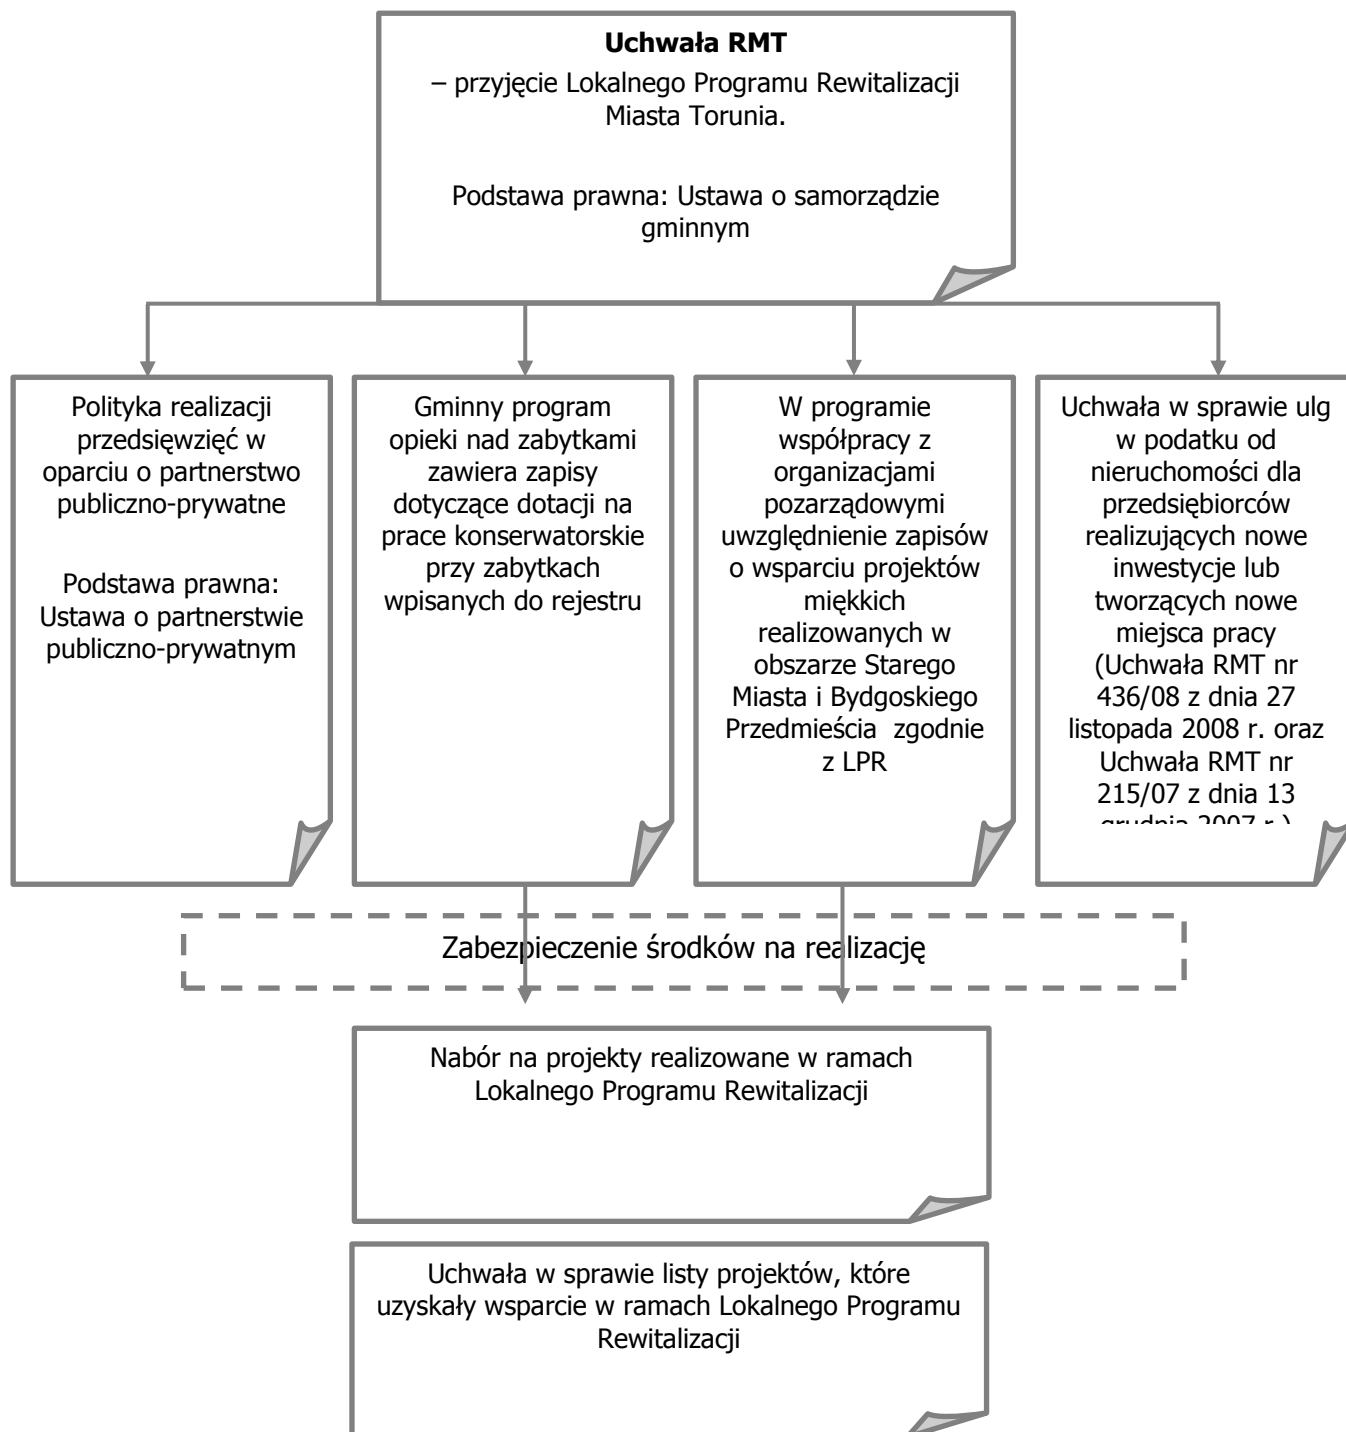 Uchwała RMT
– przyjęcie Lokalnego Programu Rewitalizacji
Miasta Torunia.
Podstawa prawna: Ustawa o samorządzie
gminnym
Polityka realizacji
przedsięwzięć w
oparciu o partnerstwo
publiczno-prywatne
Podstawa prawna:
Ustawa o partnerstwie
publiczno-prywatnym
Gminny program
opieki nad zabytkami
zawiera zapisy
dotyczące dotacji na
prace konserwatorskie
przy zabytkach
wpisanych do rejestru
W programie
współpracy z
organizacjami
pozarządowymi
uwzględnienie zapisów
o wsparciu projektów
miękkich
realizowanych w
obszarze Starego
Miasta i Bydgoskiego
Przedmieścia zgodnie
z LPR
Uchwała w sprawie ulg
w podatku od
nieruchomości dla
przedsiębiorców
realizujących nowe
inwestycje lub
tworzących nowe
miejsca pracy
(Uchwała RMT nr
436/08 z dnia 27
listopada 2008 r. oraz
Uchwała RMT nr
215/07 z dnia 13
grudnia 2007 r.)
Zabezpieczenie środków na realizację
Nabór na projekty realizowane w ramach
Lokalnego Programu Rewitalizacji
Uchwała w sprawie listy projektów, które
uzyskały wsparcie w ramach Lokalnego Programu
Rewitalizacji